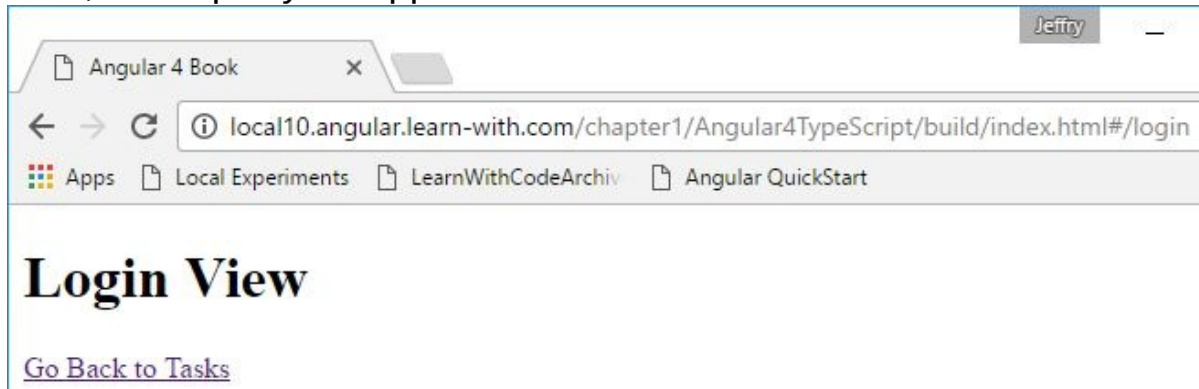 Jeffry
Angular 4 Book
local10.angular.learn-with.com/chapter1/Angular4TypeScript/build/index.html#/login
Apps Local Experiments LearnWithCodeArchiv Angular QuickStart
Login View
Go Back to Tasks